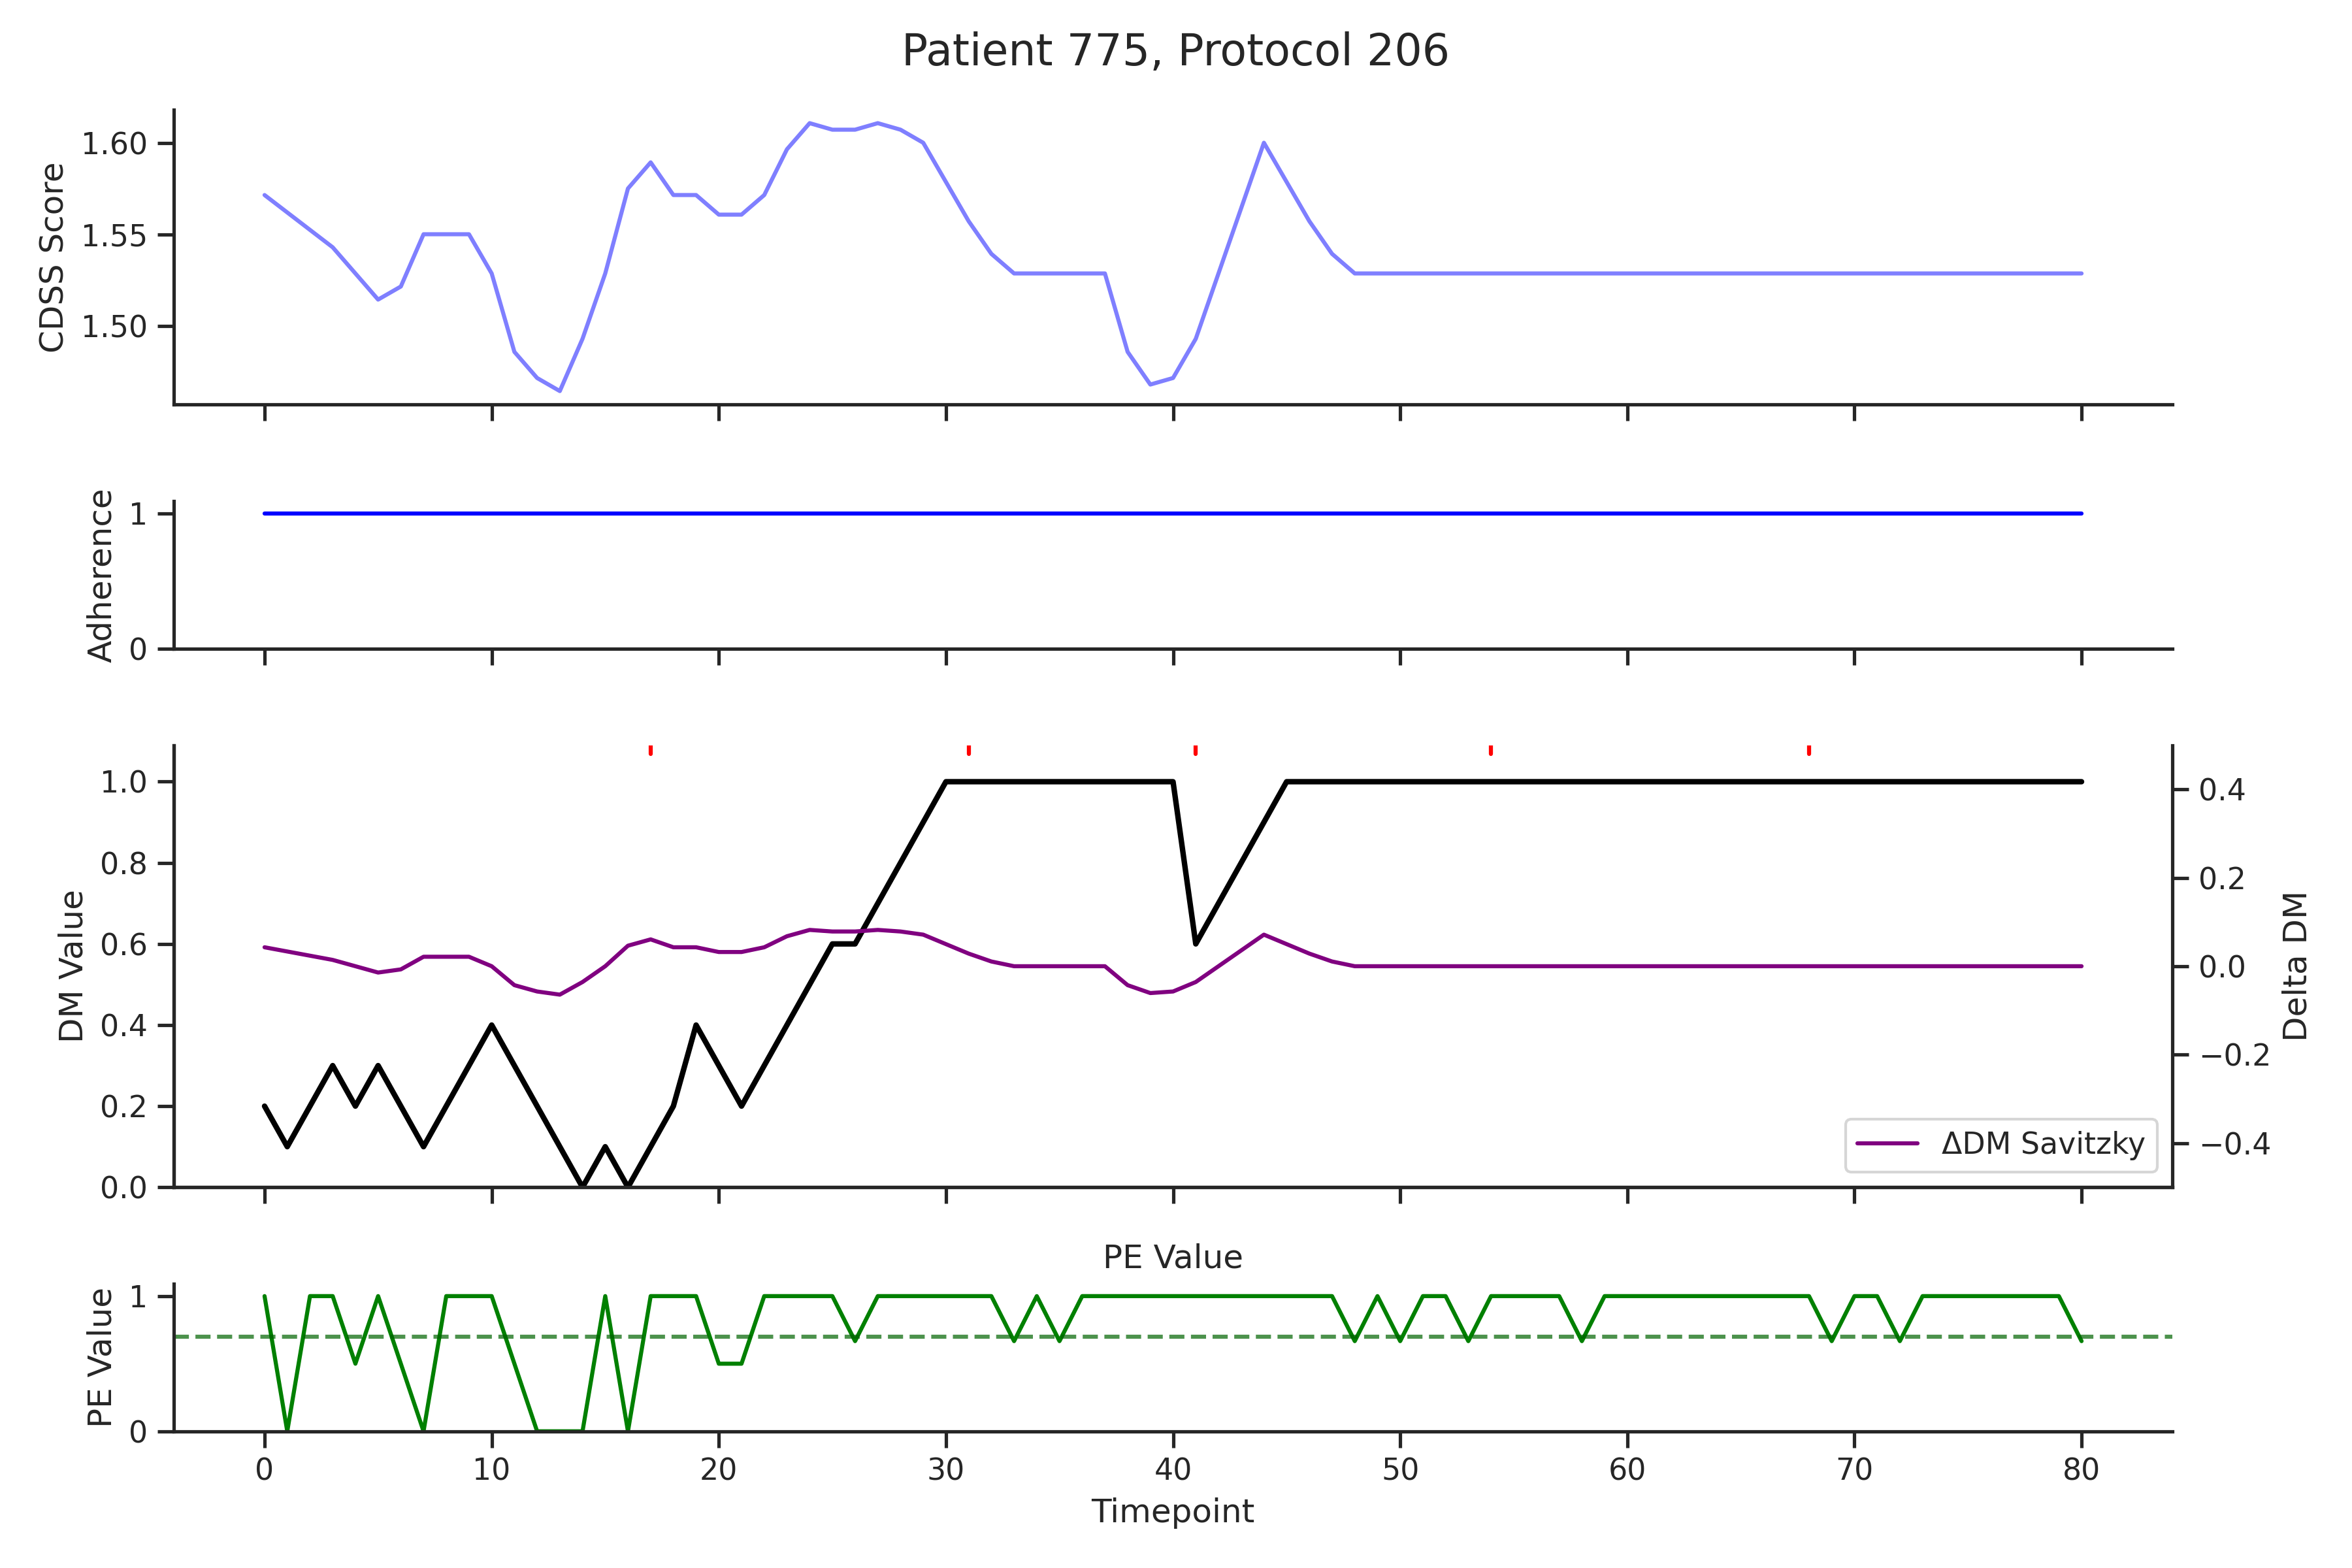 Patient 775, Protocol 206
CDSS Score
1.60
1.55
1.50
Adherence
1
0
DM Value
1.0
0.8
0.6
0.4
0.2
0.0
0.4
0.2
0.0
−0.2
−0.4
Delta DM
ΔDM Savitzky
PE Value
PE Value
1
0
0 10 20 30 40 50 60 70 80
Timepoint